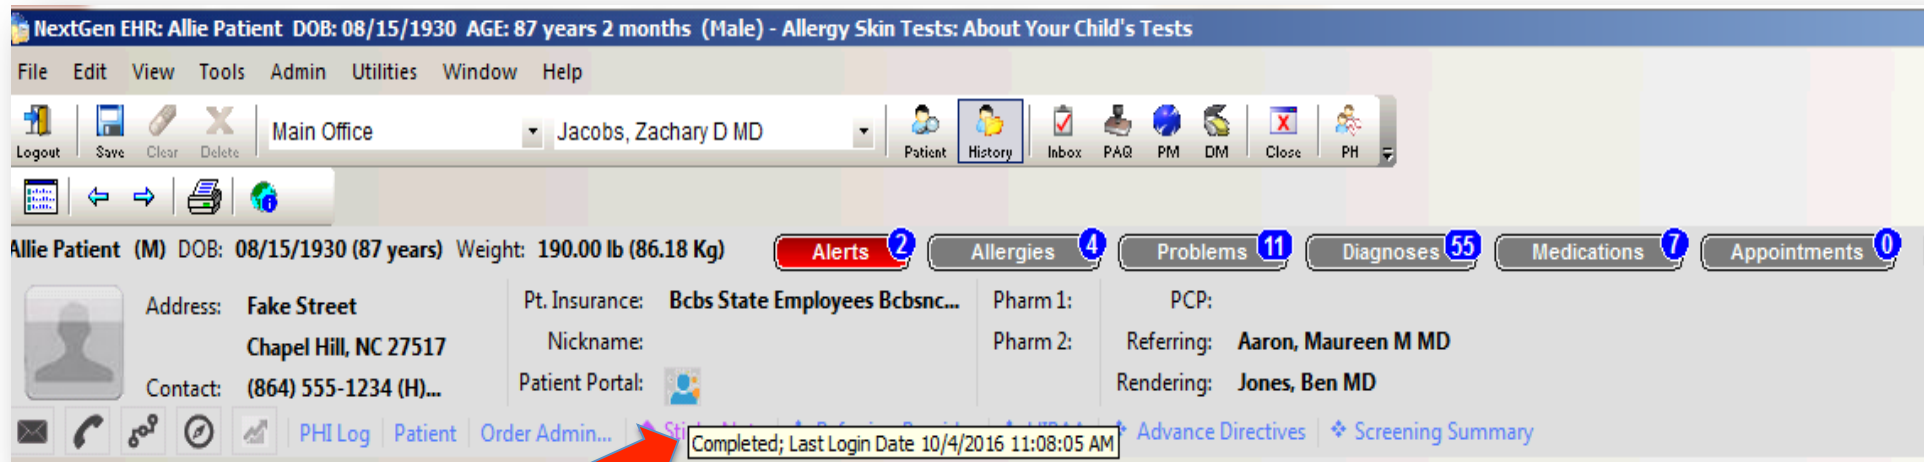 NextGen EHR: Allie Patient DOB: 08/15/1930 AGE: 87 years 2 months (Male) - Allergy Skin Tests: About Your Child's Tests
File Edit View Tools Admin Utilities Window Help
Main Office Jacobs, Zachary D MD
Logout Save Clear Delete Patient History Inbox PAQ PM DM Close PH
Allie Patient (M) DOB: 08/15/1930 (87 years) Weight: 190.00 lb (86.18 Kg) Alerts 2 Allergies 4 Problems 11 Diagnoses 55 Medications 7 Appointments 0
Address: Fake Street Pt. Insurance: Bcbs State Employees Bcbsnc... Pharm 1: PCP:
Chapel Hill, NC 27517 Nickname: Pharm 2: Referring: Aaron, Maureen M MD
Contact: (864) 555-1234 (H)... Patient Portal: Rendering: Jones, Ben MD
PHI Log Patient Order Admin... Advance Directives Screening Summary
Completed; Last Login Date 10/4/2016 11:08:05 AM